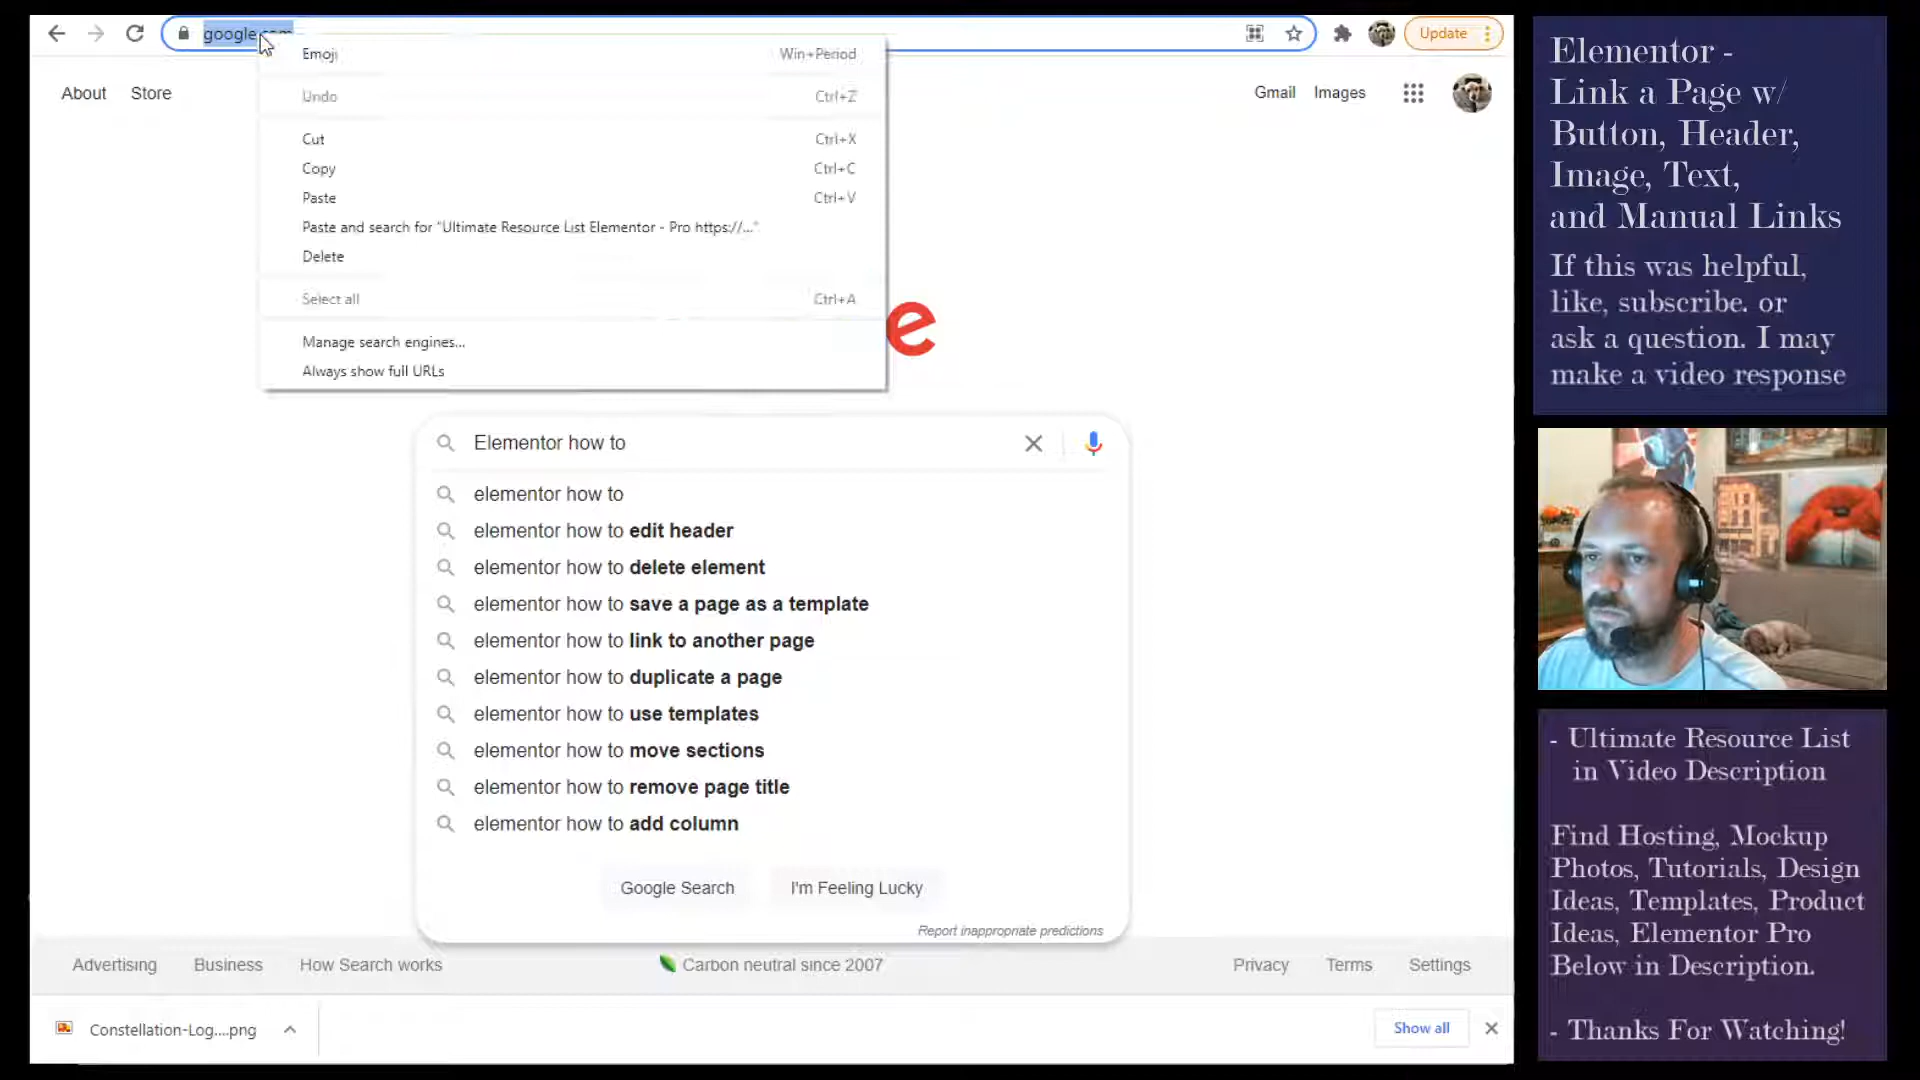 google.com
Update
About
Store
Gmail
Images
Emoji
Win+Period
Undo
Ctrl+Z
Cut
Ctrl+X
Copy
Ctrl+C
Paste
Ctrl+V
Paste and search for "Ultimate Resource List Elementor - Pro https://..."
Delete
Select all
Ctrl+A
Manage search engines...
Always show full URLs
e
Elementor how to
elementor how to
elementor how to edit header
elementor how to delete element
elementor how to save a page as a template
elementor how to link to another page
elementor how to duplicate a page
elementor how to use templates
elementor how to move sections
elementor how to remove page title
elementor how to add column
Google Search
I'm Feeling Lucky
Report inappropriate predictions
Advertising
Business
How Search works
Carbon neutral since 2007
Privacy
Terms
Settings
Constellation-Log....png
Show all
Elementor -
Link a Page w/
Button, Header,
Image, Text,
and Manual Links
If this was helpful,
like, subscribe. or
ask a question. I may
make a video response
- Ultimate Resource List
in Video Description
Find Hosting, Mockup
Photos, Tutorials, Design
Ideas, Templates, Product
Ideas, Elementor Pro
Below in Description.
- Thanks For Watching!